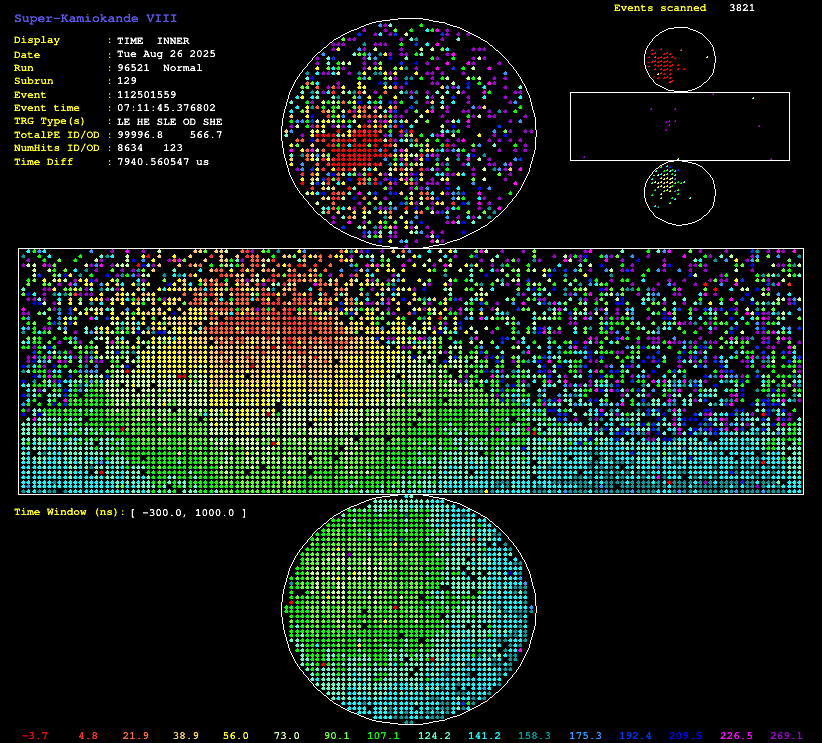 Super-Kamiokande VIII
Events scanned 3821
Display : TIME INNER
Date : Tue Aug 26 2025
Run : 96521 Normal
Subrun : 129
Event : 112501559
Event time : 07:11:45.376802
TRG Type(s) : LE HE SLE OD SHE
TotalPE ID/OD : 99996.8 566.7
NumHits ID/OD : 8634 123
Time Diff : 7940.560547 us
Time Window (ns): [ -300.0, 1000.0 ]
-3.7 4.8 21.9 38.9 56.0 73.0 90.1 107.1 124.2 141.2 158.3 175.3 192.4 209.5 226.5 269.1